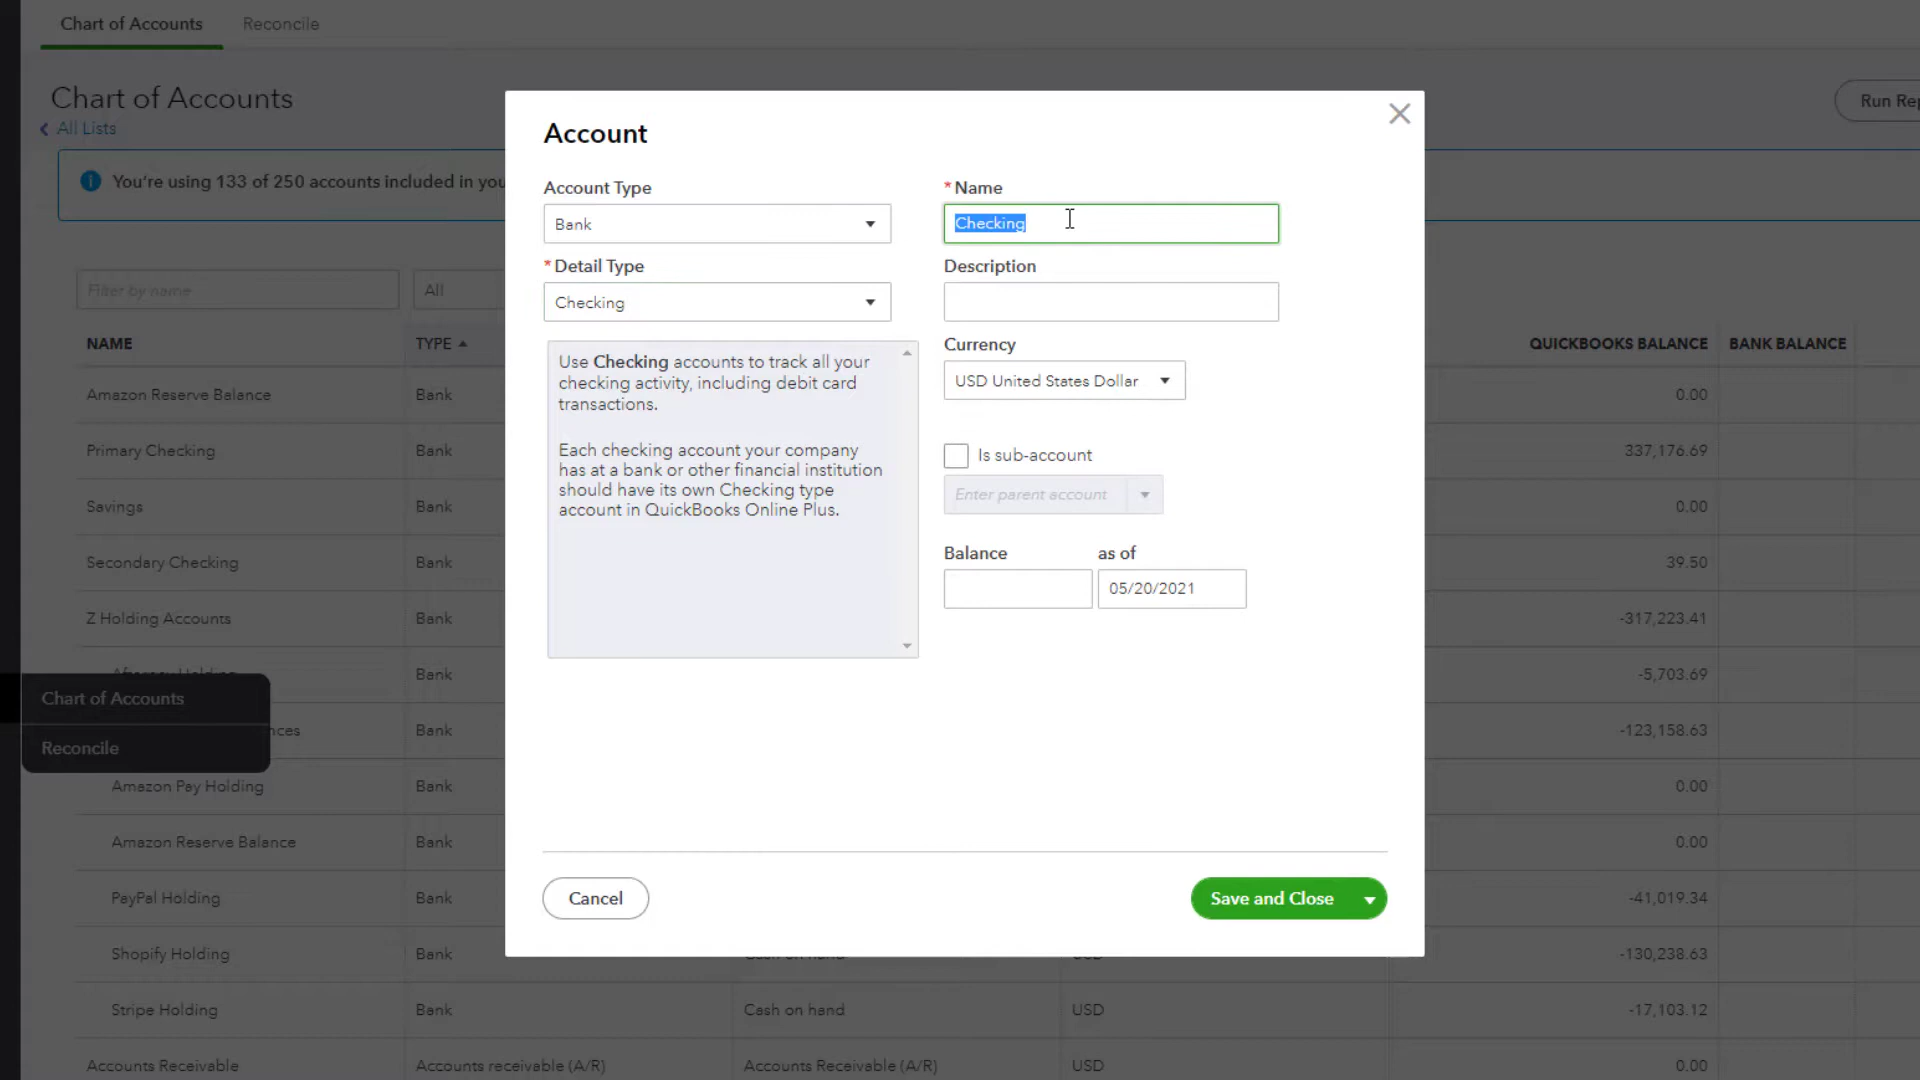 Chart of Accounts
Reconcile
Chart of Accounts
All Lists
Run Rep
You're using 133 of 250 accounts included in you
Filter by name
All
NAME
TYPE
QUICKBOOKS BALANCE
BANK BALANCE
Amazon Reserve Balance
Bank
0.00
Primary Checking
Bank
337,176.69
Savings
Bank
0.00
Secondary Checking
Bank
39.50
Z Holding Accounts
Bank
-317,223.41
Bank
-5,703.69
nces
Bank
-123,158.63
Amazon Pay Holding
Bank
0.00
Amazon Reserve Balance
Bank
0.00
PayPal Holding
Bank
-41,019.34
Shopify Holding
Bank
-130,238.63
Stripe Holding
Bank
Cash on hand
USD
-17,103.12
Accounts Receivable
Accounts receivable (A/R)
Accounts Receivable (A/R)
USD
0.00
Chart of Accounts
Reconcile
Account
Account Type
Bank
* Detail Type
Checking
Use Checking accounts to track all your
checking activity, including debit card
transactions.
Each checking account your company
has at a bank or other financial institution
should have its own Checking type
account in QuickBooks Online Plus.
* Name
Checking
Description
Currency
USD United States Dollar
Is sub-account
Enter parent account
Balance
as of
05/20/2021
Cancel
Save and Close